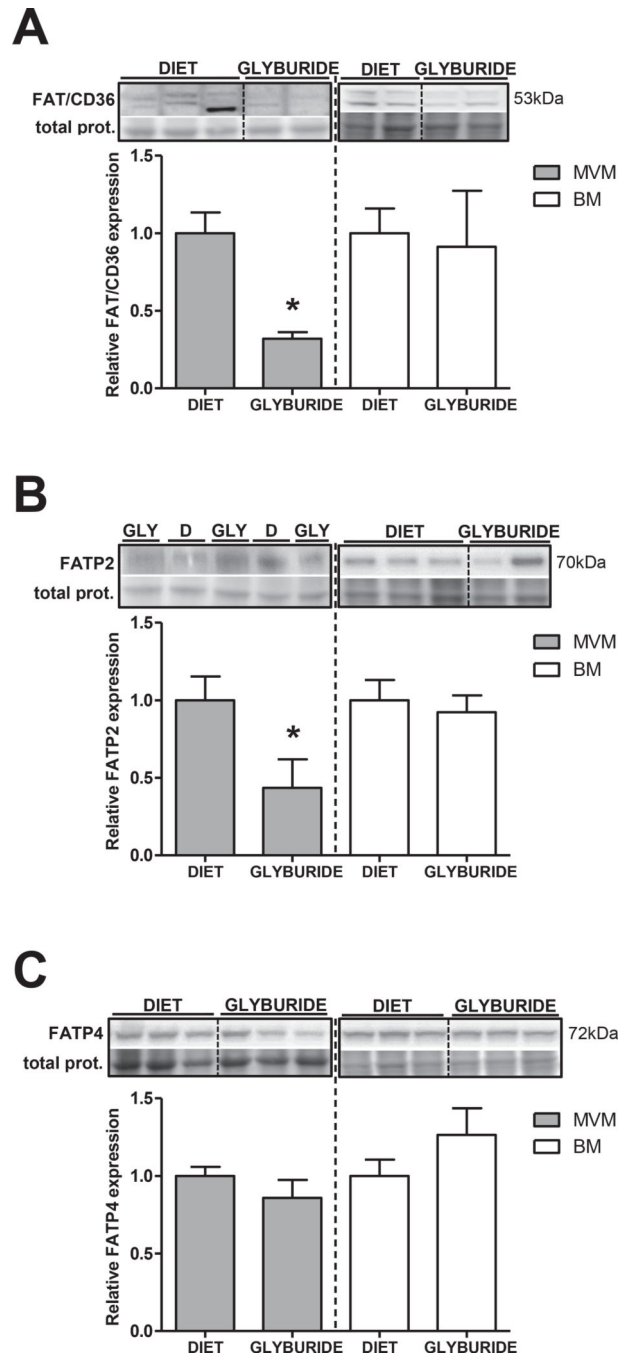 A
DIET GLYBURIDE DIET GLYBURIDE
FAT/CD36 53kDa
total prot.
Relative FAT/CD36 expression
1.5
1.0
0.5
0.0
*
MVM
BM
DIET GLYBURIDE DIET GLYBURIDE
B
GLY D GLY D GLY DIET GLYBURIDE
FATP2 70kDa
total prot.
Relative FATP2 expression
1.5
1.0
0.5
0.0
*
MVM
BM
DIET GLYBURIDE DIET GLYBURIDE
C
DIET GLYBURIDE DIET GLYBURIDE
FATP4 72kDa
total prot.
Relative FATP4 expression
1.5
1.0
0.5
0.0
MVM
BM
DIET GLYBURIDE DIET GLYBURIDE